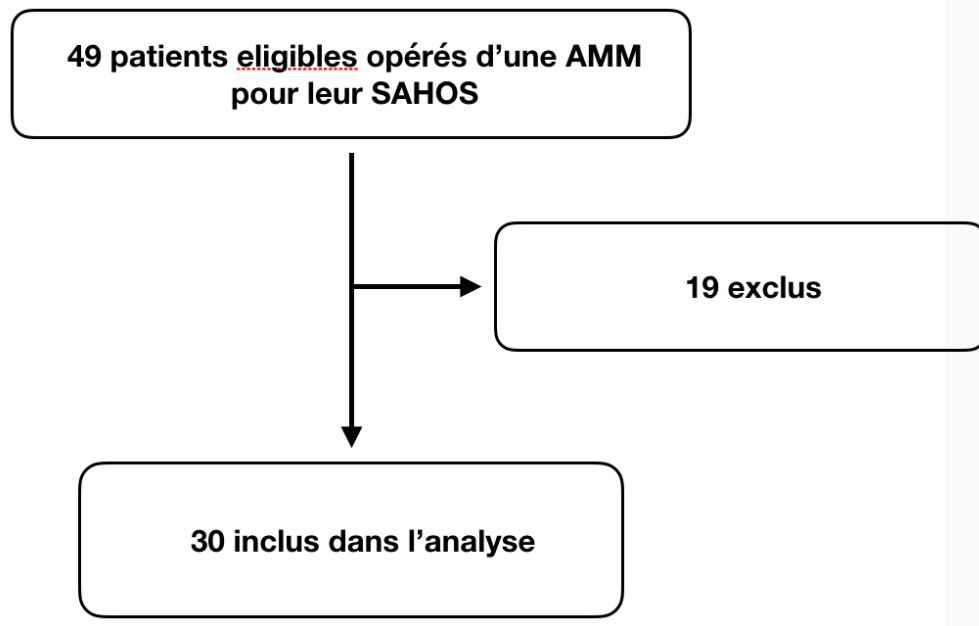 49 patients eligibles opérés d’une AMM
pour leur SAHOS
19 exclus
30 inclus dans l’analyse